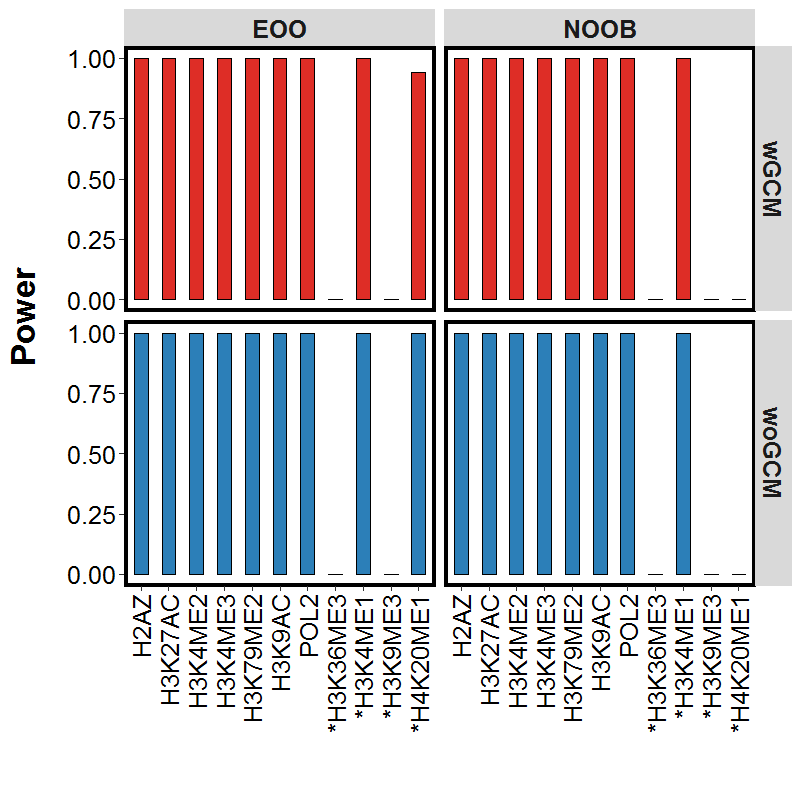 EOO
NOOB
1.00
0.75
0.50
0.25
0.00
wGCM
Power
1.00
0.75
0.50
0.25
0.00
woGCM
H2AZ
H3K27AC
H3K4ME2
H3K4ME3
H3K79ME2
H3K9AC
POL2
*H3K36ME3
*H3K4ME1
*H3K9ME3
*H4K20ME1
H2AZ
H3K27AC
H3K4ME2
H3K4ME3
H3K79ME2
H3K9AC
POL2
*H3K36ME3
*H3K4ME1
*H3K9ME3
*H4K20ME1